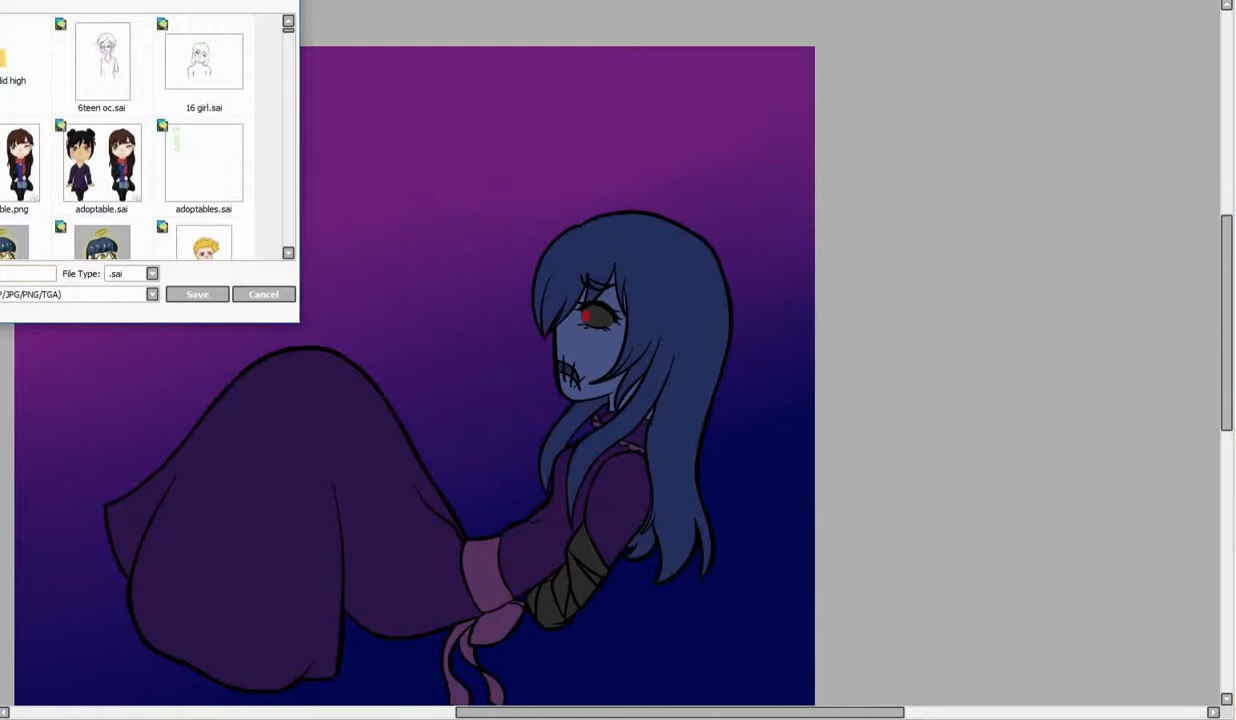 lid high
6teen oc.sai
16 girl.sai
ble.png
adoptable.sai
adoptables.sai
File Type: .sai
P/JPG/PNG/TGA)
Save
Cancel